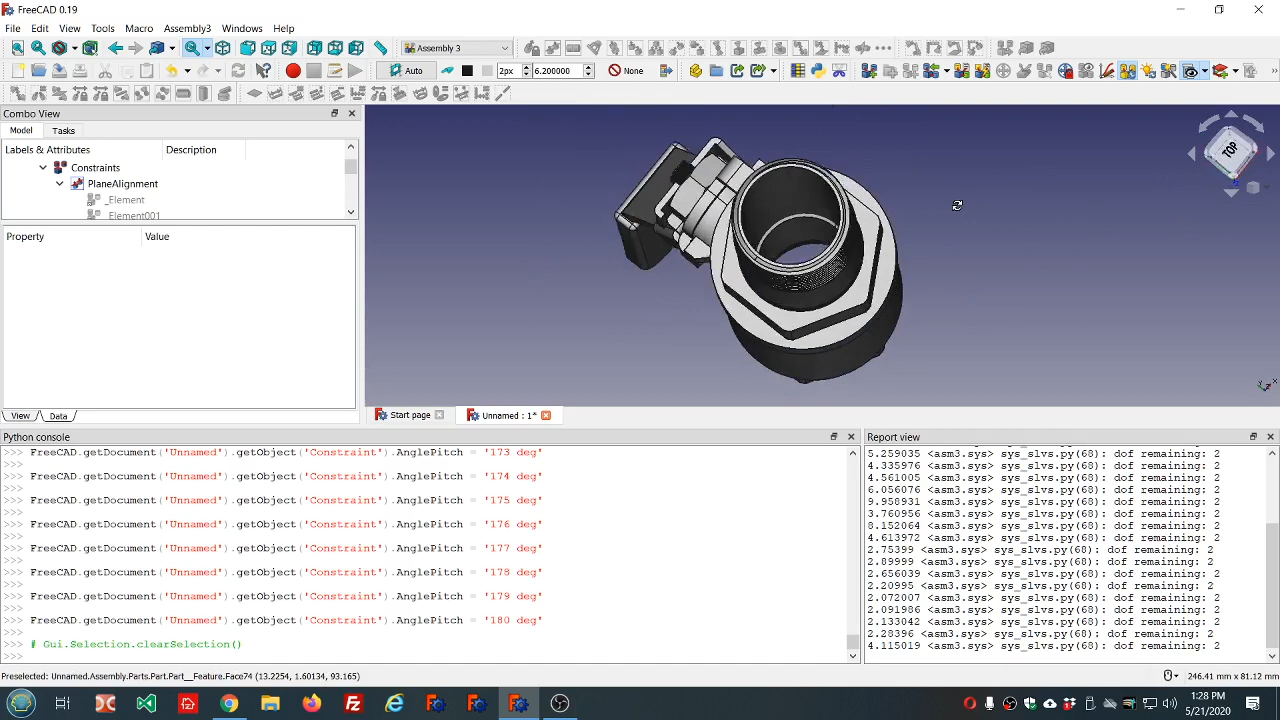 FreeCAD 0.19
File Edit View Tools Macro Assembly3 Windows Help
Assembly 3
Auto 2px 6.200000 None
Combo View
Model Tasks
Labels & Attributes Description
Constraints
PlaneAlignment
_Element
_Element001
Property Value
View Data
TOP
Start page Unnamed : 1*
Python console
>>> FreeCAD.getDocument('Unnamed').getObject('Constraint').AnglePitch = '173 deg'
>>>
>>> FreeCAD.getDocument('Unnamed').getObject('Constraint').AnglePitch = '174 deg'
>>>
>>> FreeCAD.getDocument('Unnamed').getObject('Constraint').AnglePitch = '175 deg'
>>>
>>> FreeCAD.getDocument('Unnamed').getObject('Constraint').AnglePitch = '176 deg'
>>>
>>> FreeCAD.getDocument('Unnamed').getObject('Constraint').AnglePitch = '177 deg'
>>>
>>> FreeCAD.getDocument('Unnamed').getObject('Constraint').AnglePitch = '178 deg'
>>>
>>> FreeCAD.getDocument('Unnamed').getObject('Constraint').AnglePitch = '179 deg'
>>>
>>> FreeCAD.getDocument('Unnamed').getObject('Constraint').AnglePitch = '180 deg'
>>>
>>> # Gui.Selection.clearSelection()
>>>
Report view
5.259035 <asm3.sys> sys_slvs.py(68): dof remaining: 2
4.335976 <asm3.sys> sys_slvs.py(68): dof remaining: 2
4.561005 <asm3.sys> sys_slvs.py(68): dof remaining: 2
6.056076 <asm3.sys> sys_slvs.py(68): dof remaining: 2
9.958931 <asm3.sys> sys_slvs.py(68): dof remaining: 2
3.760956 <asm3.sys> sys_slvs.py(68): dof remaining: 2
8.152064 <asm3.sys> sys_slvs.py(68): dof remaining: 2
4.613972 <asm3.sys> sys_slvs.py(68): dof remaining: 2
2.75399 <asm3.sys> sys_slvs.py(68): dof remaining: 2
2.89999 <asm3.sys> sys_slvs.py(68): dof remaining: 2
2.656039 <asm3.sys> sys_slvs.py(68): dof remaining: 2
2.20995 <asm3.sys> sys_slvs.py(68): dof remaining: 2
2.072007 <asm3.sys> sys_slvs.py(68): dof remaining: 2
2.091986 <asm3.sys> sys_slvs.py(68): dof remaining: 2
2.133042 <asm3.sys> sys_slvs.py(68): dof remaining: 2
2.28396 <asm3.sys> sys_slvs.py(68): dof remaining: 2
4.115019 <asm3.sys> sys_slvs.py(68): dof remaining: 2
Preselected: Unnamed.Assembly.Parts.Part.Part__Feature.Face74 (13.2254, 1.60134, 93.165)
246.41 mm x 81.12 mm
1:28 PM
5/21/2020